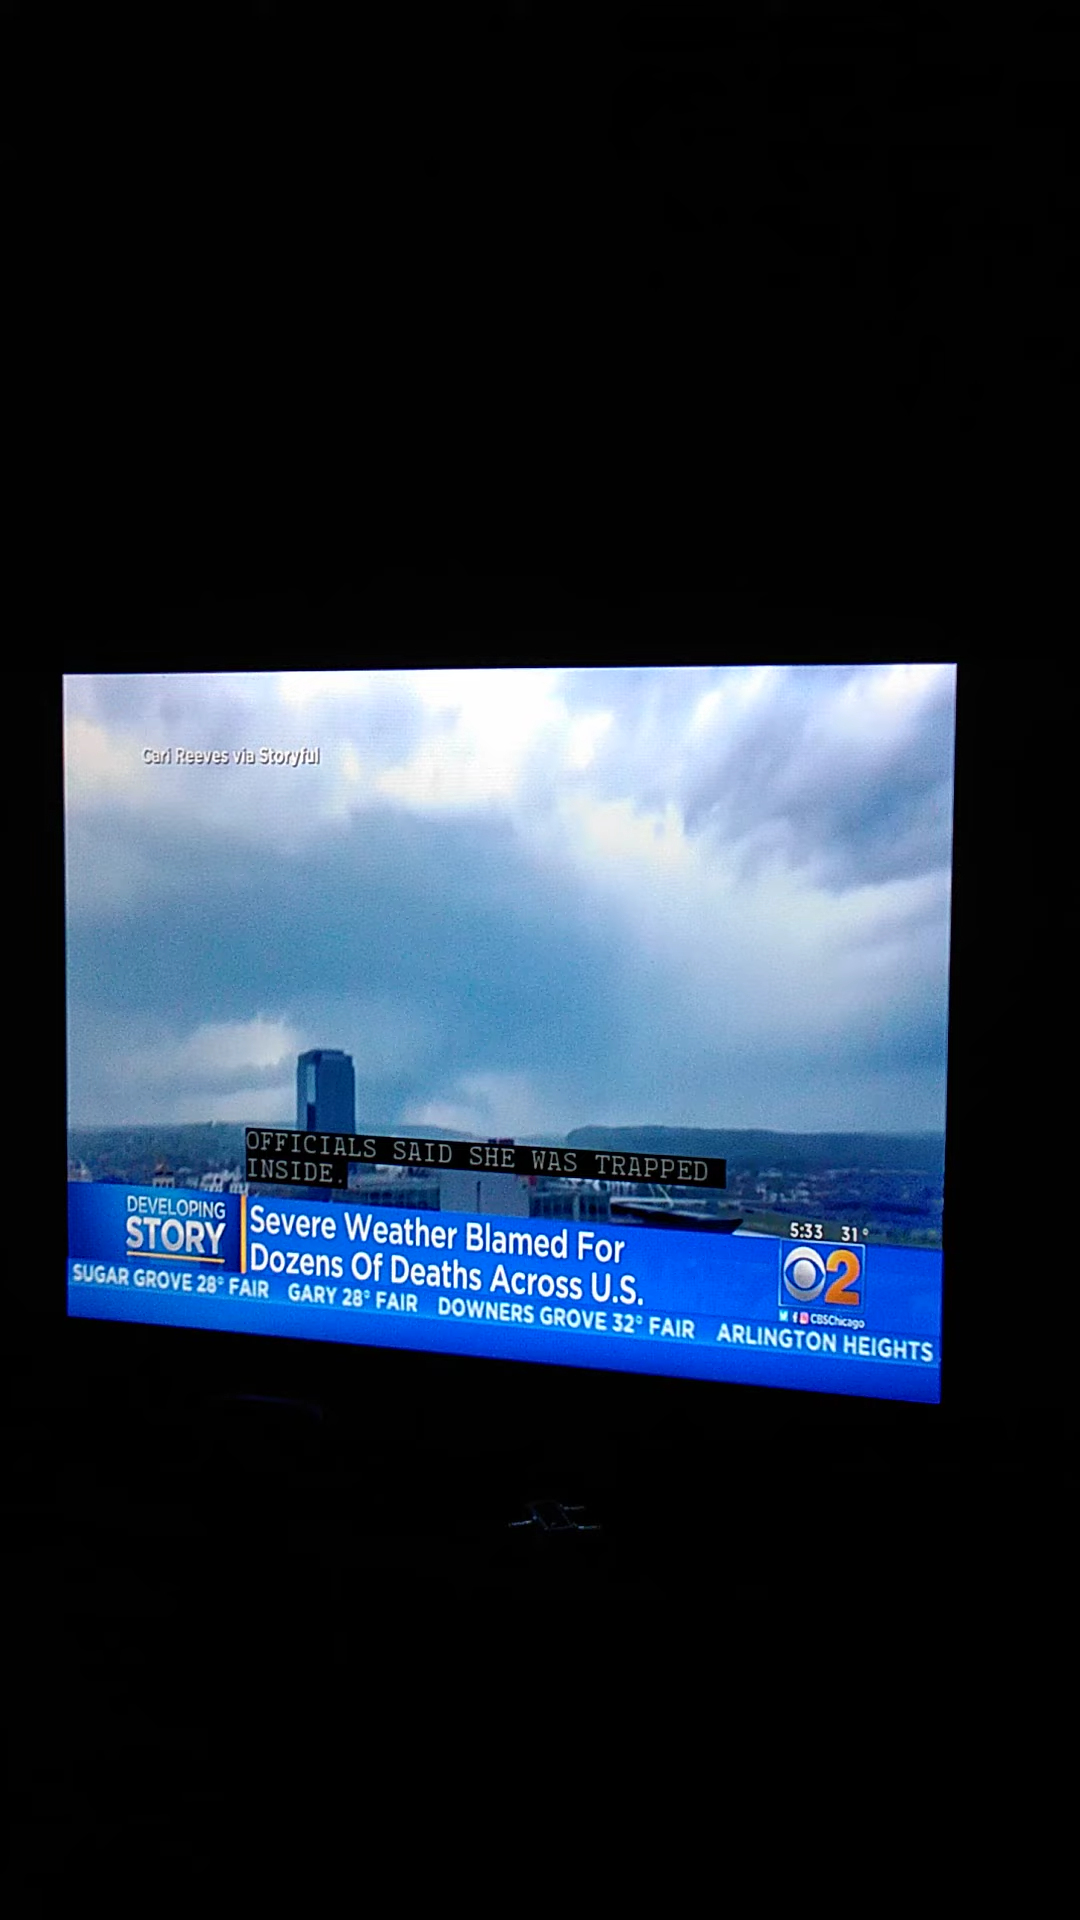 Cari Reeves via Storyful
OFFICIALS SAID SHE WAS TRAPPED
INSIDE.
DEVELOPING
STORY
Severe Weather Blamed For
Dozens Of Deaths Across U.S.
5:33 31°
2
CBSChicago
SUGAR GROVE 28° FAIR GARY 28° FAIR DOWNERS GROVE 32° FAIR ARLINGTON HEIGHTS